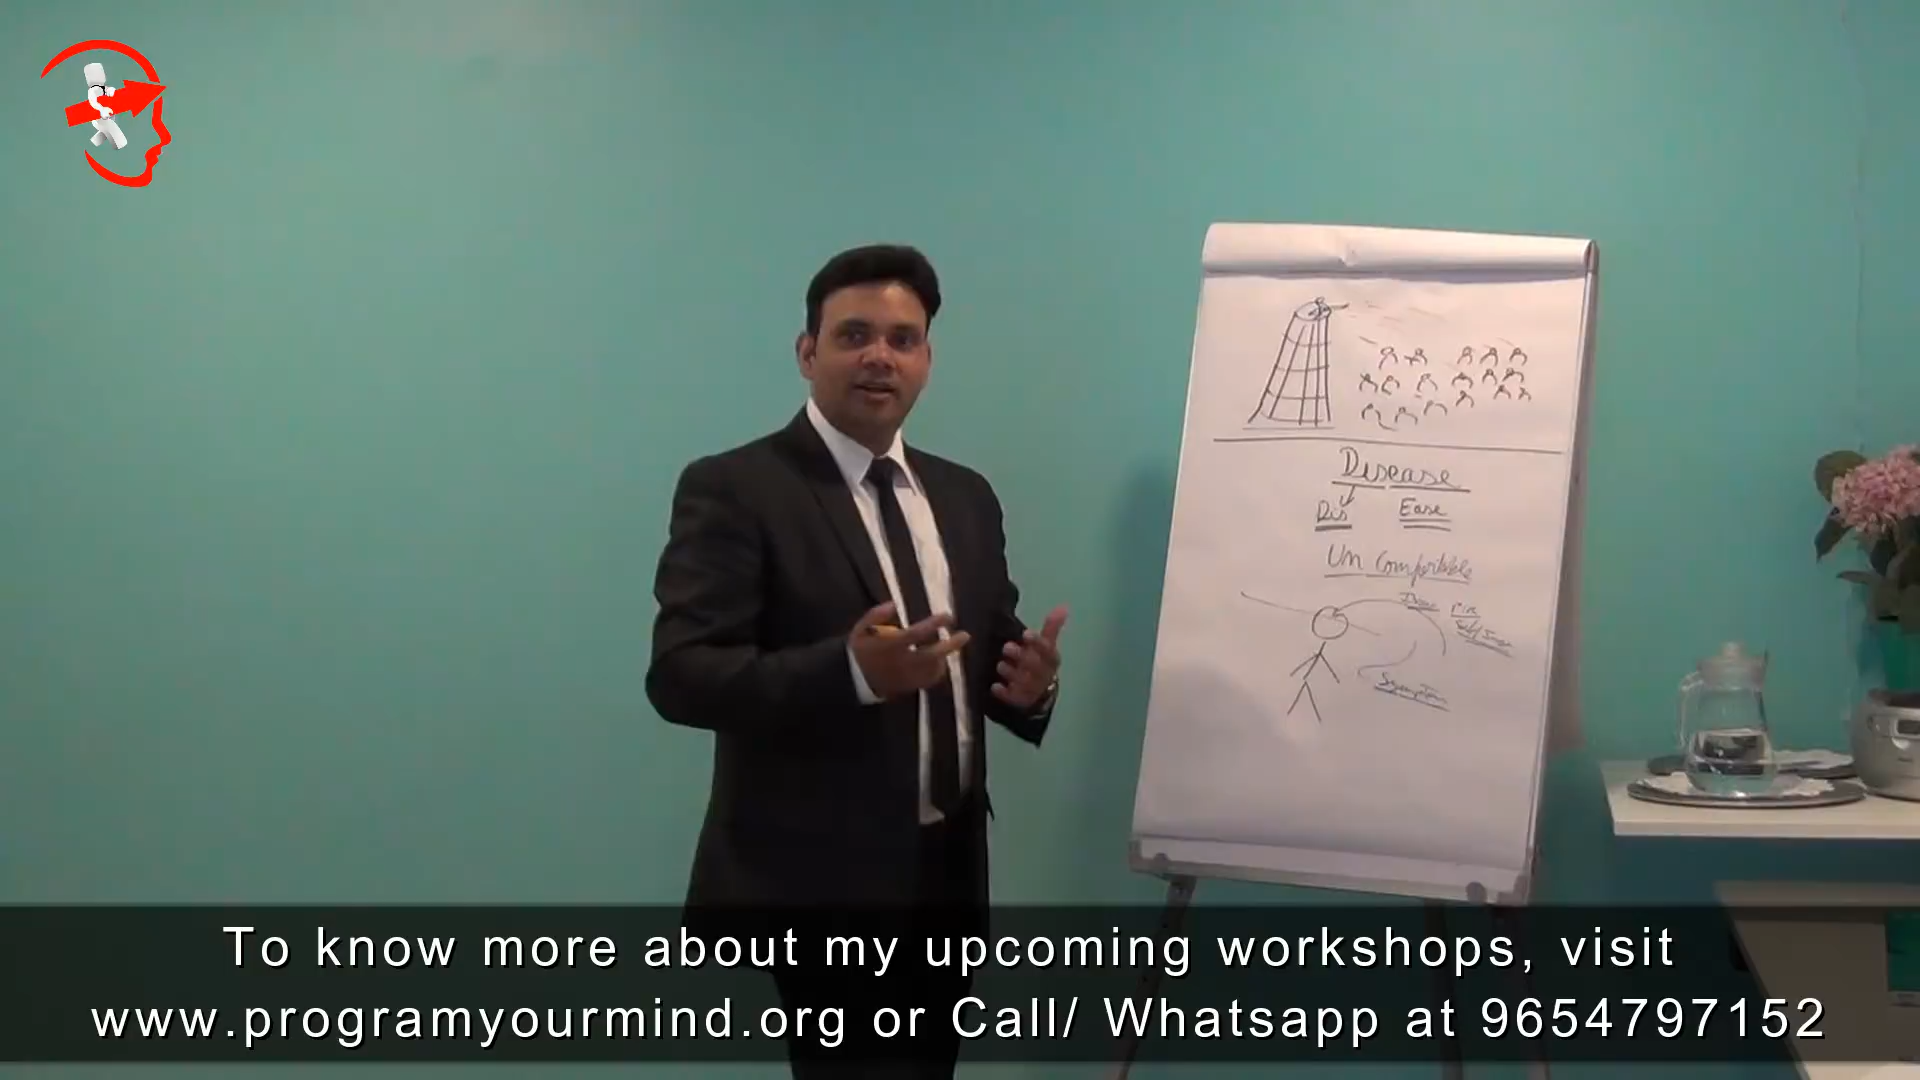 Disease
Dis Ease
Un Comfortable
Symptom
To know more about my upcoming workshops, visit
www.programyourmind.org or Call/ Whatsapp at 9654797152